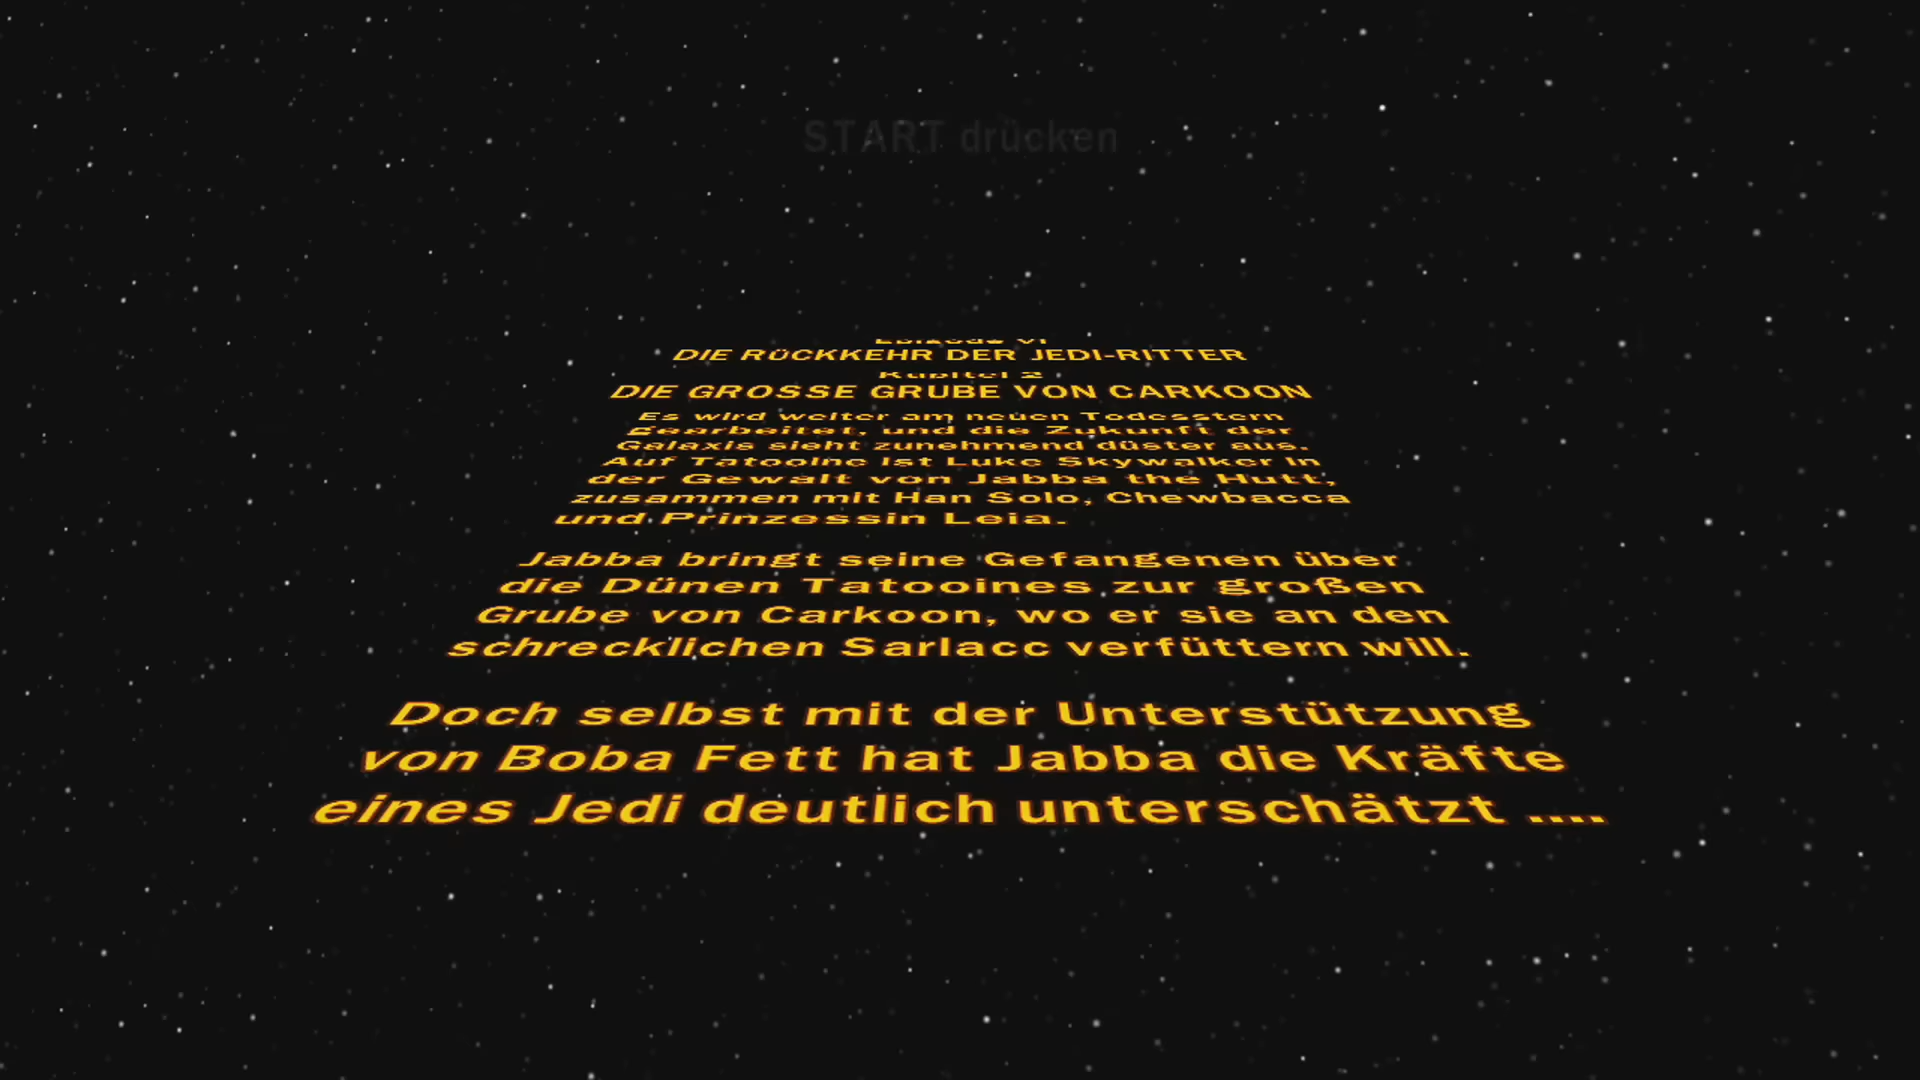 START drücken
Episode VI
DIE RÜCKKEHR DER JEDI-RITTER
Kapitel 2
DIE GROSSE GRUBE VON CARKOON
Es wird weiter am neuen Todesstern
gearbeitet, und die Zukunft der
Galaxis sieht zunehmend düster aus.
Auf Tatooine ist Luke Skywalker in
der Gewalt von Jabba the Hutt,
zusammen mit Han Solo, Chewbacca
und Prinzessin Leia.
Jabba bringt seine Gefangenen über
die Dünen Tatooines zur großen
Grube von Carkoon, wo er sie an den
schrecklichen Sarlacc verfüttern will.
Doch selbst mit der Unterstützung
von Boba Fett hat Jabba die Kräfte
eines Jedi deutlich unterschätzt ....